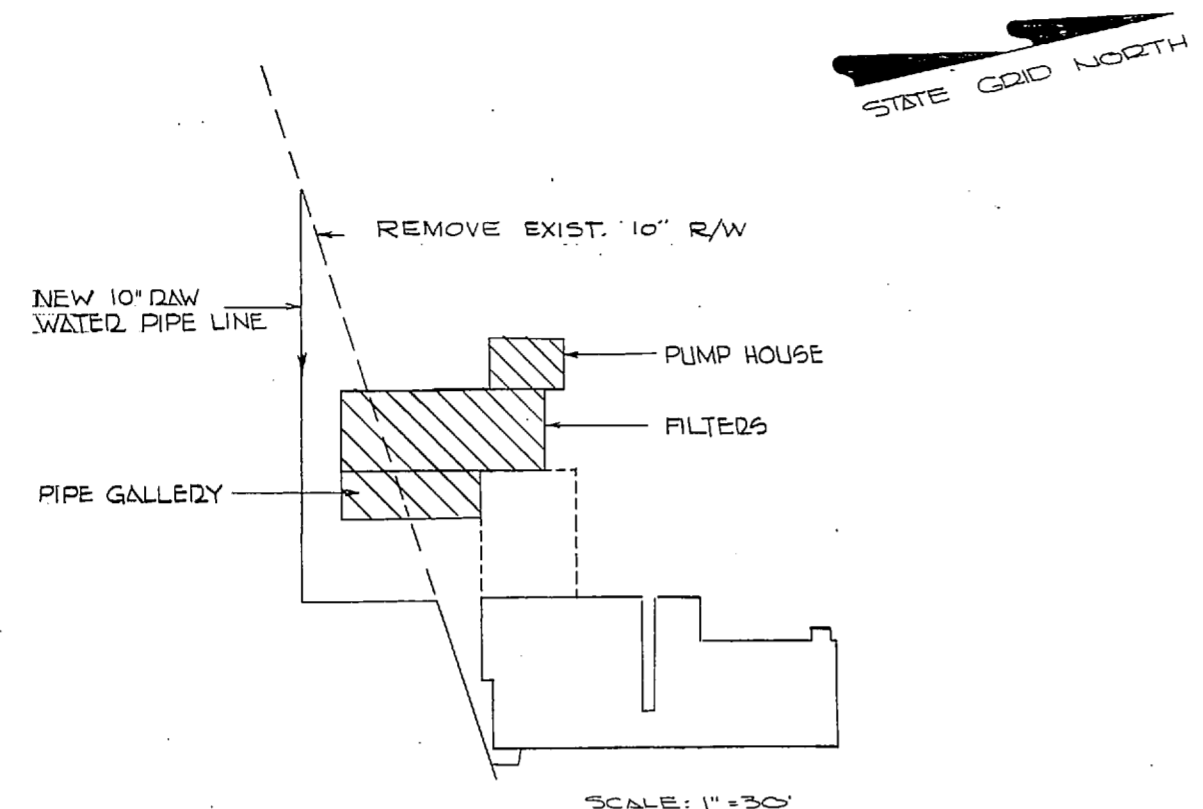 STATE GRID NORTH
REMOVE EXIST. 10" R/W
NEW 10" RAW
WATER PIPE LINE
PUMP HOUSE
FILTERS
PIPE GALLERY
SCALE: 1" = 30'